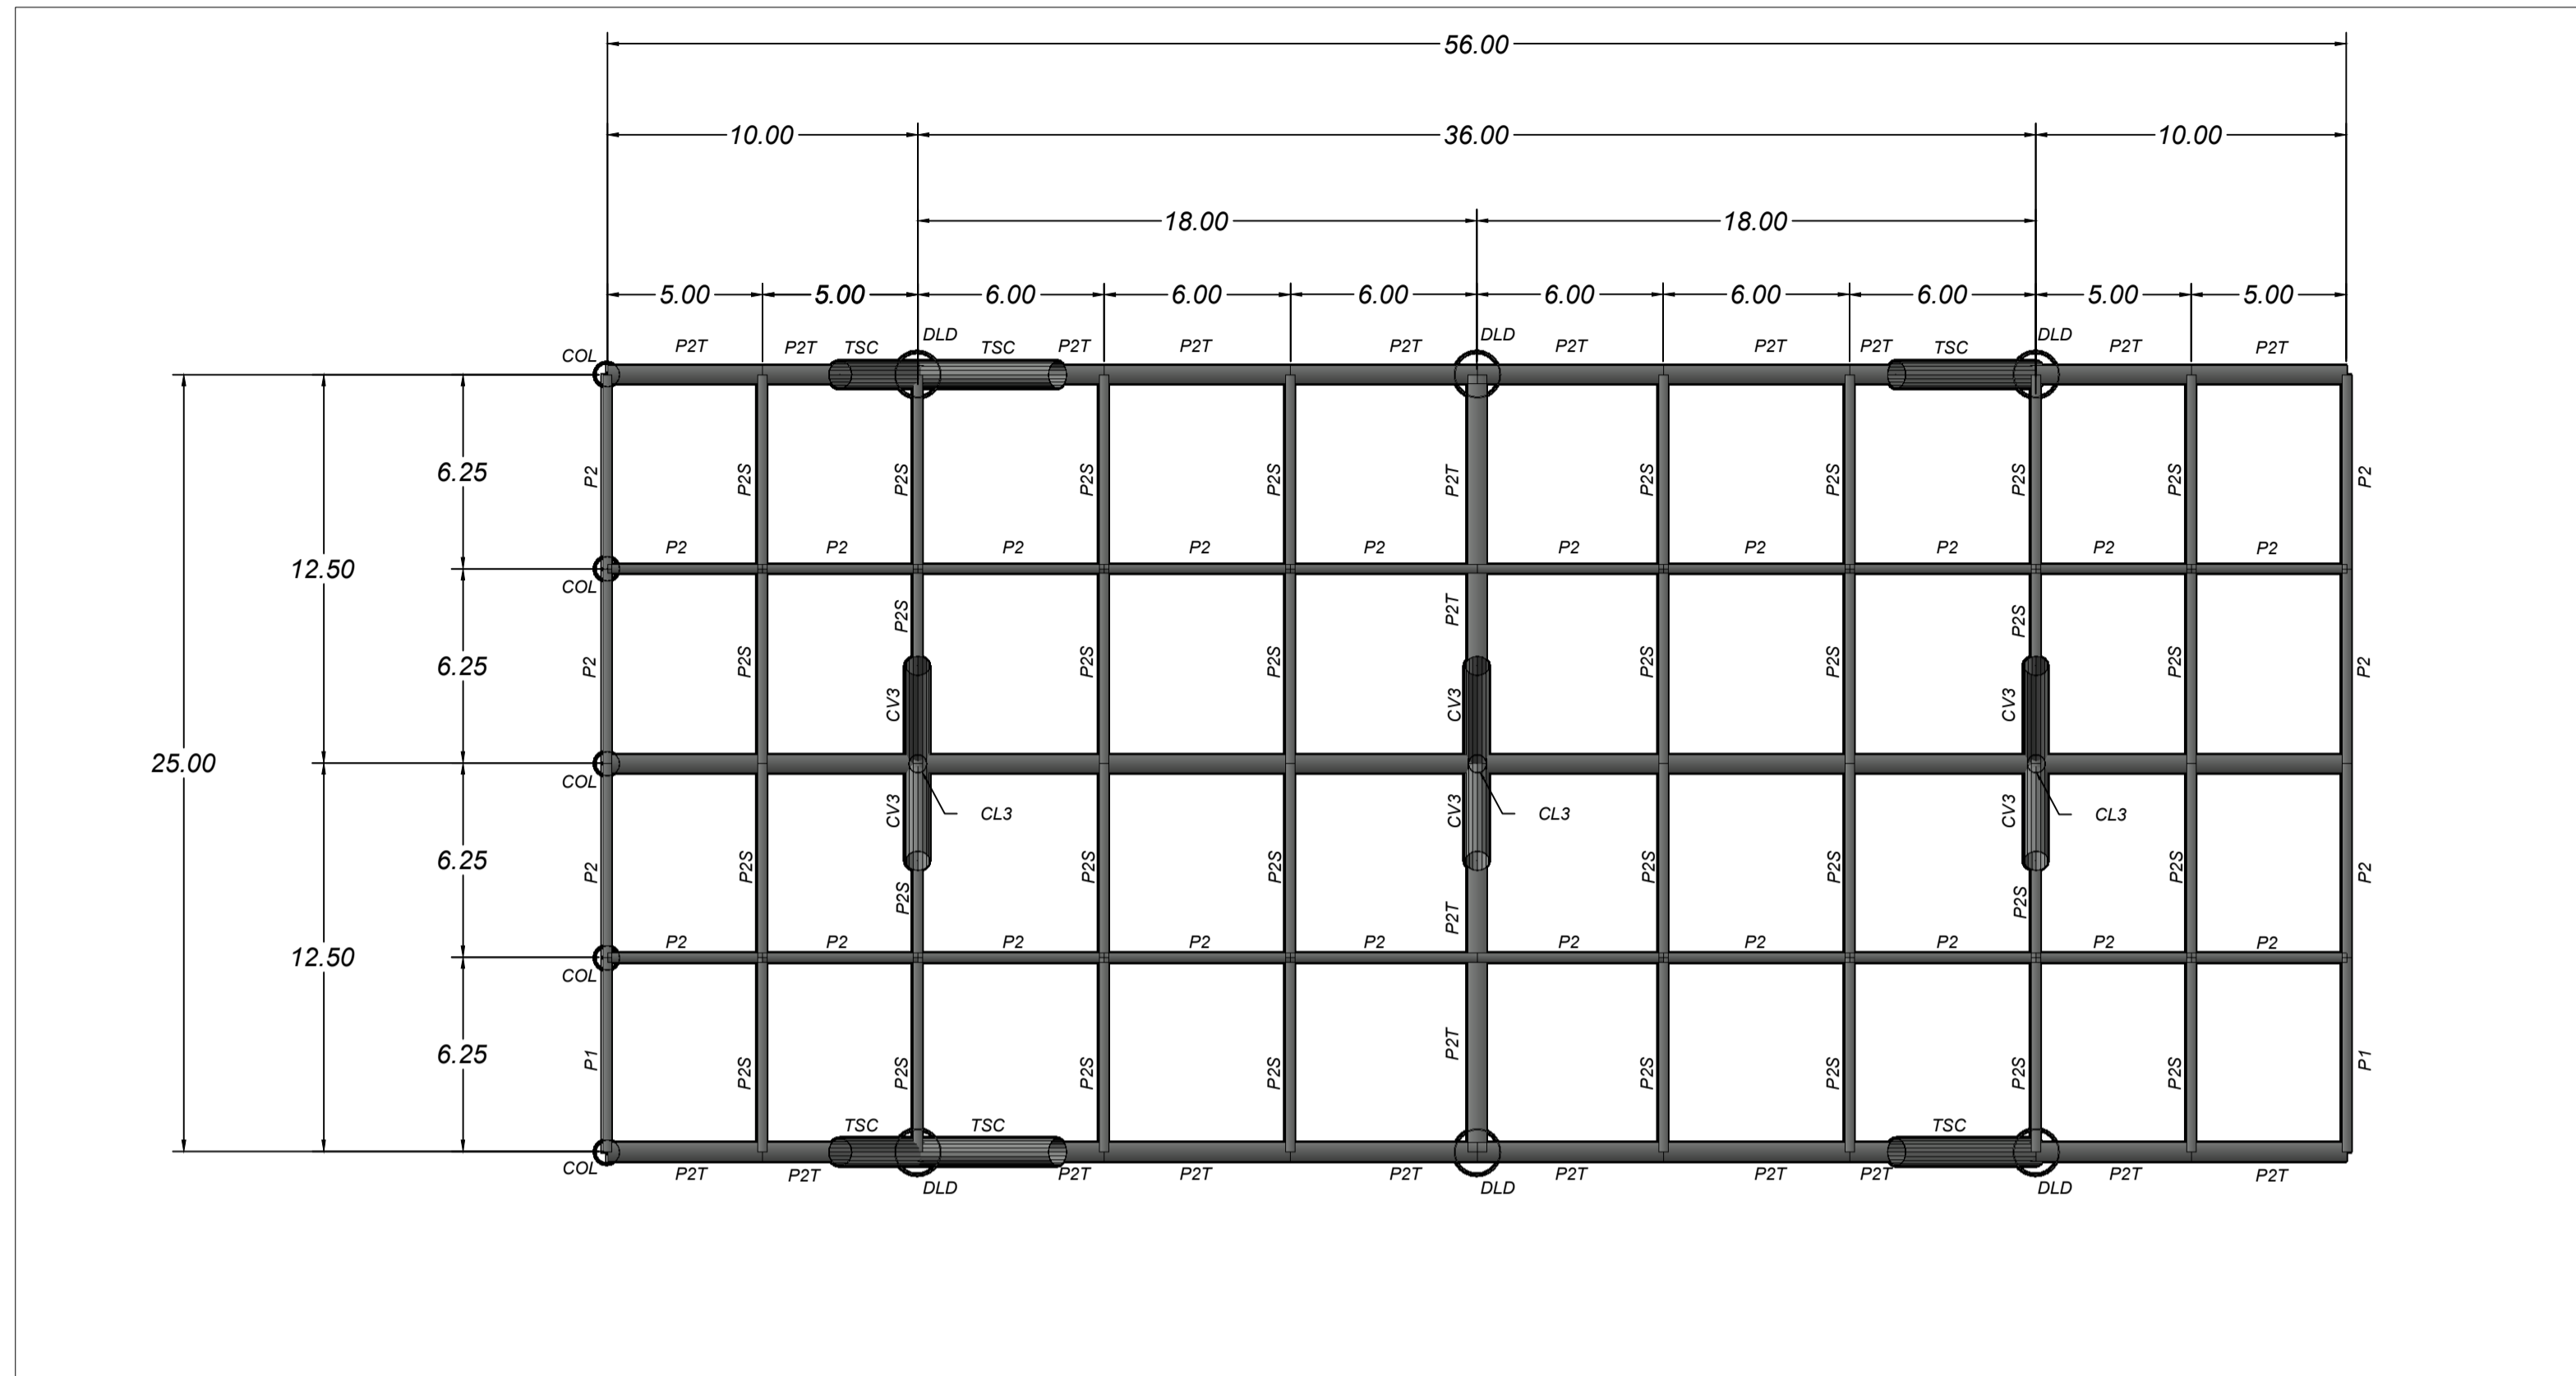 56.00
10.00 36.00 10.00
18.00 18.00
5.00 5.00 6.00 6.00 6.00 6.00 6.00 6.00 5.00 5.00
COL P2T P2T TSC DLD TSC P2T P2T P2T DLD P2T P2T P2T TSC DLD P2T P2T
6.25 P2 P2S P2S P2S P2S P2T P2S P2S P2S P2S P2
12.50 P2 P2 P2 P2 P2 P2 P2 P2 P2 P2
COL
P2S P2T P2S
6.25 P2 P2S P2S P2S P2S P2S P2S P2
CV3 CV3 CV3
25.00
COL
CV3 CL3 CV3 CL3 CV3 CL3
6.25 P2 P2S P2S P2S P2S P2S P2S P2
P2S P2T P2S
P2 P2 P2 P2 P2 P2 P2 P2 P2 P2
12.50
COL
6.25 P1 P2S P2S P2S P2S P2T P2S P2S P2S P2S P1
TSC TSC TSC
COL P2T P2T DLD P2T P2T P2T DLD P2T P2T P2T DLD P2T P2T